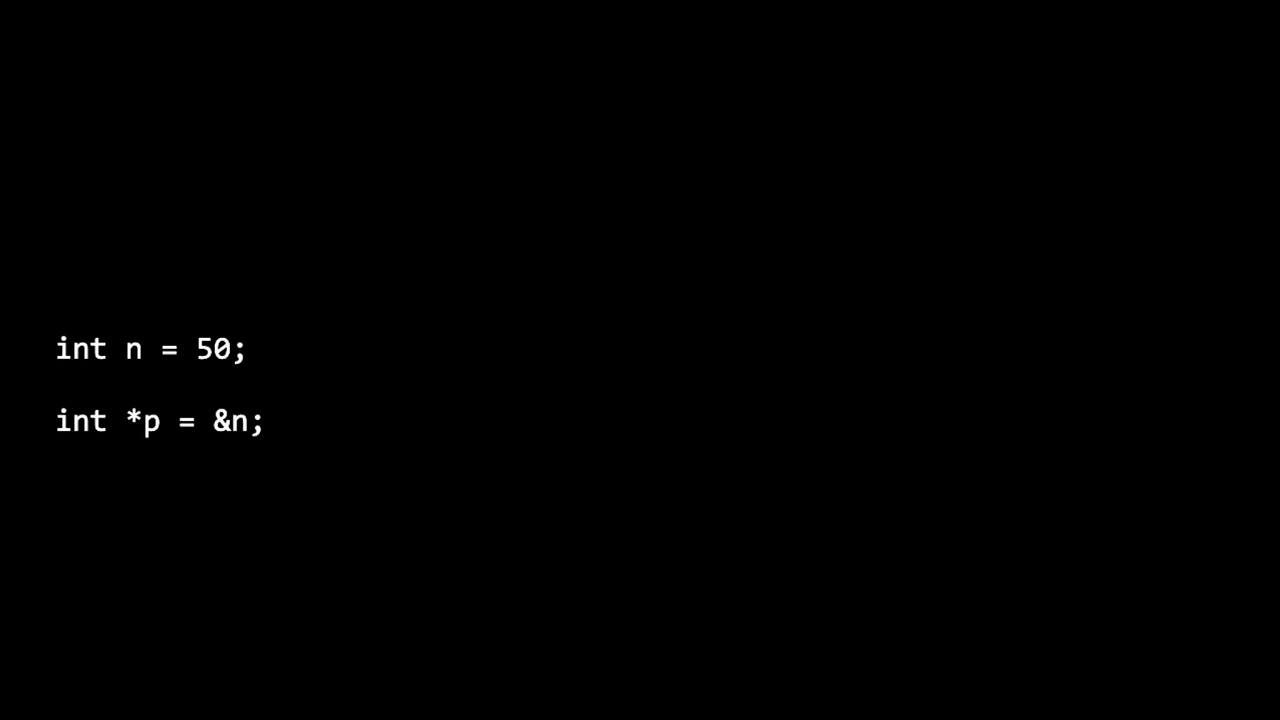 int n = 50;
int *p = &n;